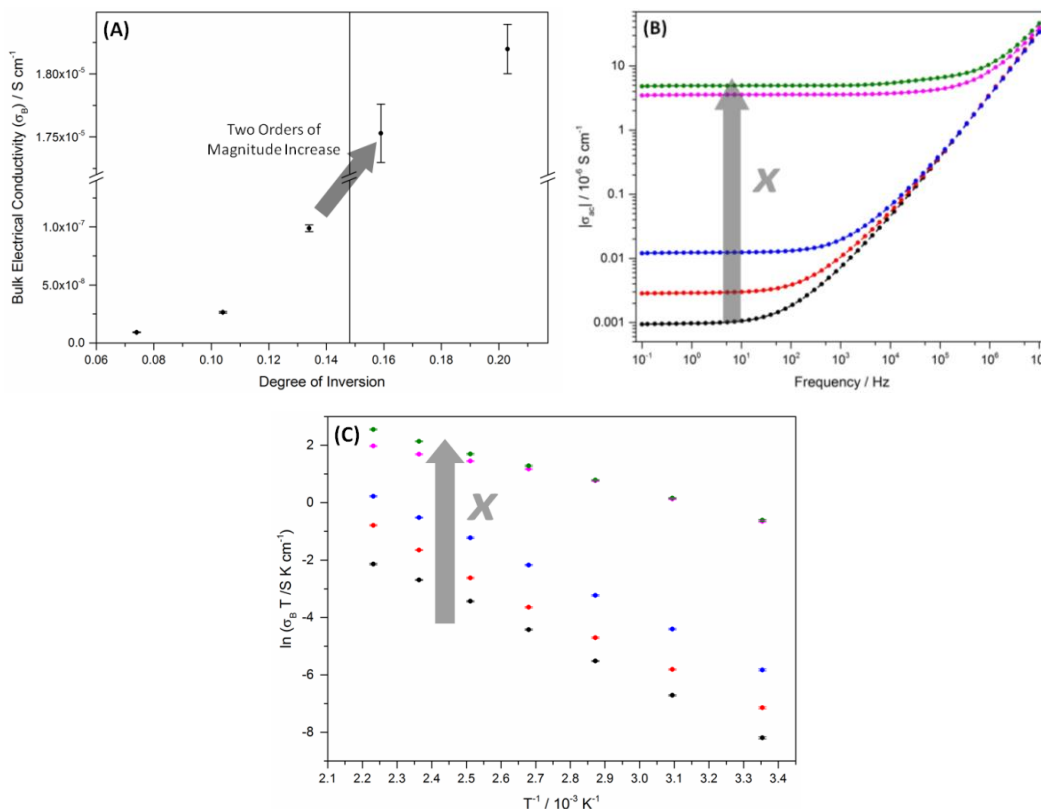 (A)
Bulk Electrical Conductivity (σB) / S cm⁻¹
1.80x10⁻⁵
1.75x10⁻⁵
1.0x10⁻⁷
5.0x10⁻⁸
0.0
Two Orders of
Magnitude Increase
0.06 0.08 0.10 0.12 0.14 0.16 0.18 0.20
Degree of Inversion
(B)
|σac| / 10⁻⁶ S cm⁻¹
10
1
0.1
0.01
0.001
x
10⁻¹ 10⁰ 10¹ 10² 10³ 10⁴ 10⁵ 10⁶ 10⁷
Frequency / Hz
(C)
ln (σB T /S K cm⁻¹)
2
0
-2
-4
-6
-8
x
2.1 2.2 2.3 2.4 2.5 2.6 2.7 2.8 2.9 3.0 3.1 3.2 3.3 3.4
T⁻¹ / 10⁻³ K⁻¹